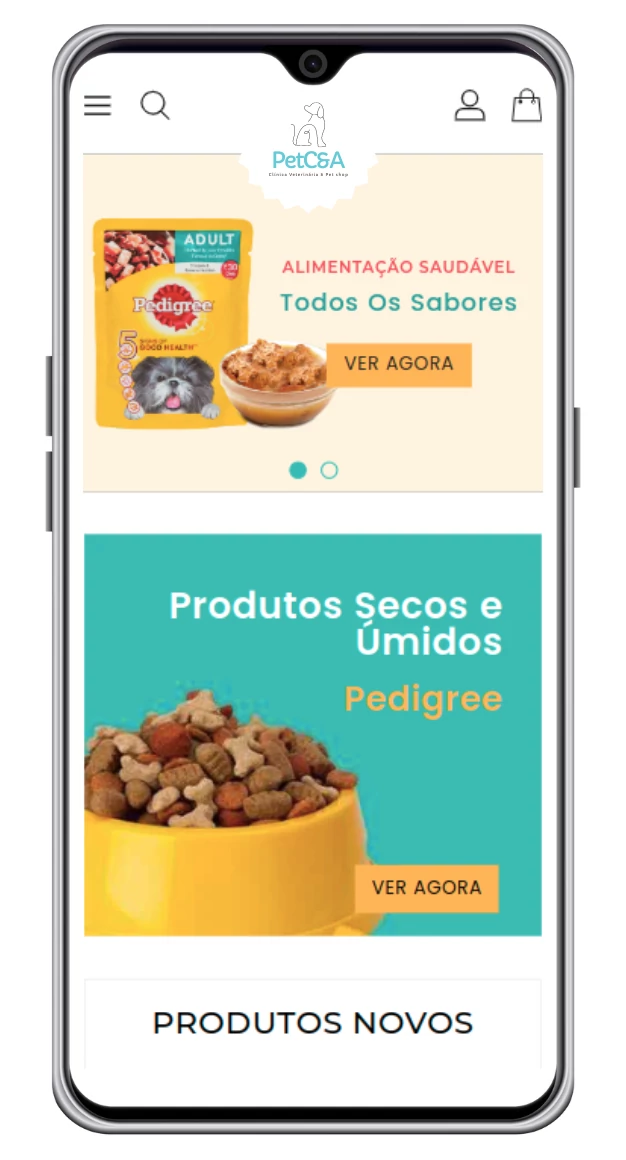 PetC&A
Clínica Veterinária & Pet shop
ADULT
Pedigree
5 SIGNS OF
GOOD HEALTH
ALIMENTAÇÃO SAUDÁVEL
Todos Os Sabores
VER AGORA
Produtos Secos e
Úmidos
Pedigree
VER AGORA
PRODUTOS NOVOS